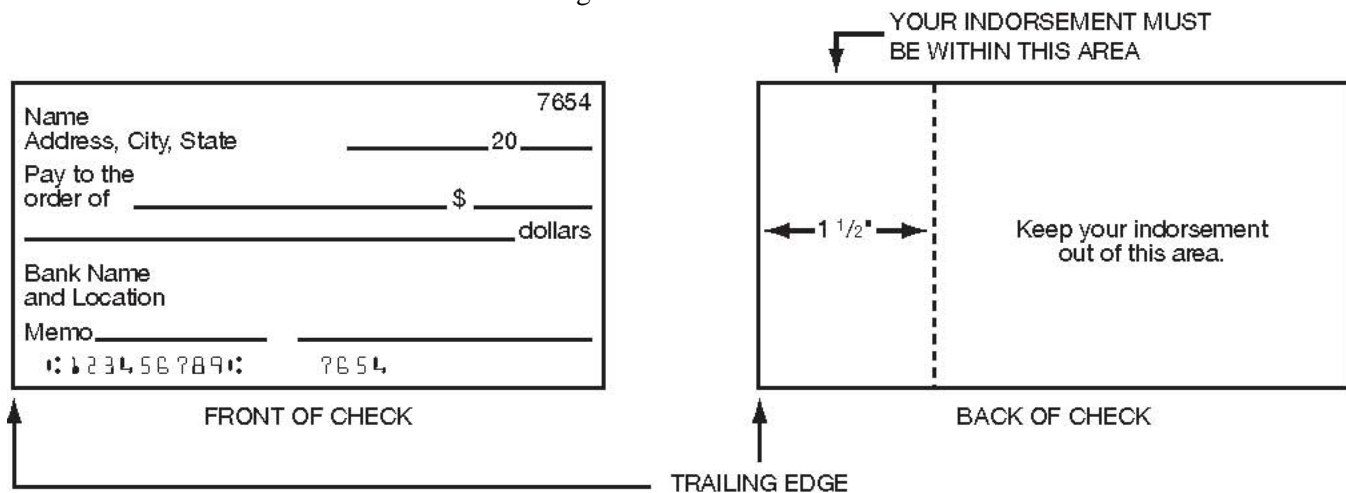 YOUR INDORSEMENT MUST
BE WITHIN THIS AREA
7654
Name
Address, City, State 20
Pay to the
order of $
dollars
Bank Name
and Location
Memo
⑆123456789⑆ 7654
FRONT OF CHECK
1 1/2"
Keep your indorsement
out of this area.
BACK OF CHECK
TRAILING EDGE